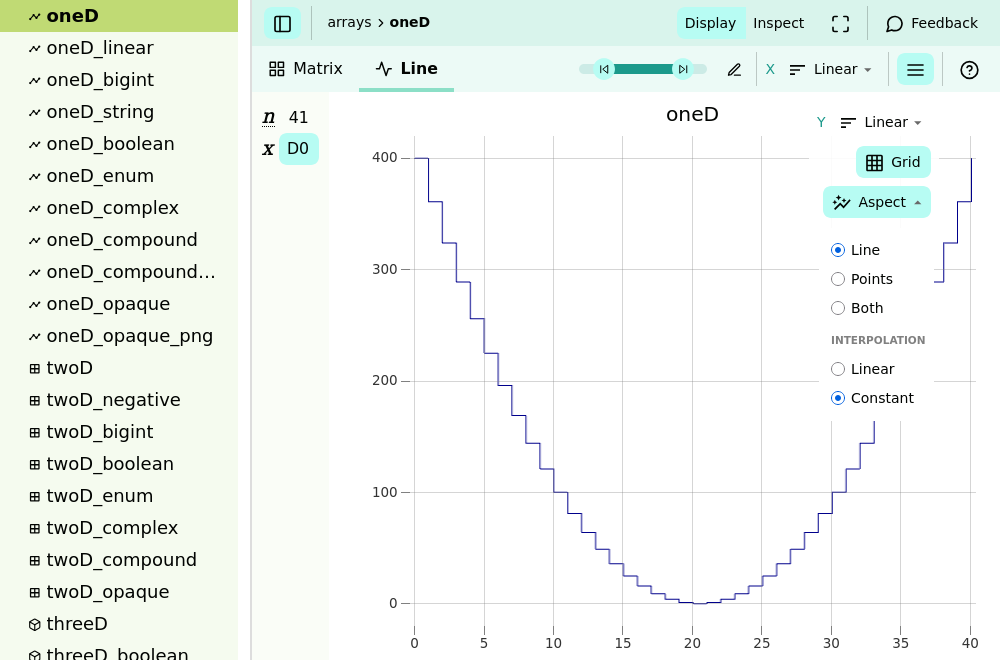 oneD
oneD_linear
oneD_bigint
oneD_string
oneD_boolean
oneD_enum
oneD_complex
oneD_compound
oneD_compound...
oneD_opaque
oneD_opaque_png
twoD
twoD_negative
twoD_bigint
twoD_boolean
twoD_enum
twoD_complex
twoD_compound
twoD_opaque
threeD
threeD_boolean
arrays > oneD
Display Inspect Feedback
Matrix Line X Linear
n 41
x D0
oneD
Y Linear
Grid
Aspect
Line
Points
Both
INTERPOLATION
Linear
Constant
400
300
200
100
0
0 5 10 15 20 25 30 35 40